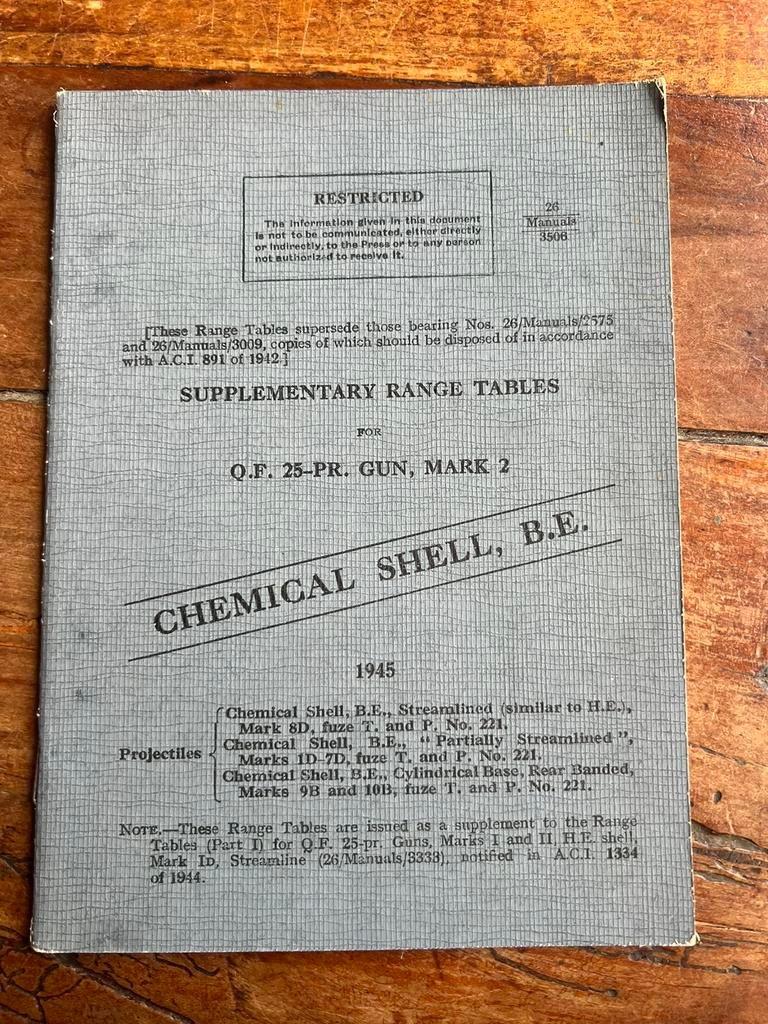 RESTRICTED
The information given in this document
is not to be communicated, either directly
or indirectly, to the Press or to any person
not authorized to receive it.
26
Manuals
3506
[These Range Tables supersede those bearing Nos. 26/Manuals/2575
and 26/Manuals/3009, copies of which should be disposed of in accordance
with A.C.I. 891 of 1942.]
SUPPLEMENTARY RANGE TABLES
FOR
Q.F. 25-PR. GUN, MARK 2
CHEMICAL SHELL, B.E.
1945
Projectiles
Chemical Shell, B.E., Streamlined (similar to H.E.),
Mark 8D, fuze T. and P. No. 221.
Chemical Shell, B.E., "Partially Streamlined",
Marks 1D-7D, fuze T. and P. No. 221.
Chemical Shell, B.E., Cylindrical Base, Rear Banded,
Marks 9B and 10B, fuze T. and P. No. 221.
NOTE.—These Range Tables are issued as a supplement to the Range
Tables (Part I) for Q.F. 25-pr. Guns, Marks I and II, H.E. shell,
Mark ID, Streamline (26/Manuals/3333), notified in A.C.I. 1334
of 1944.